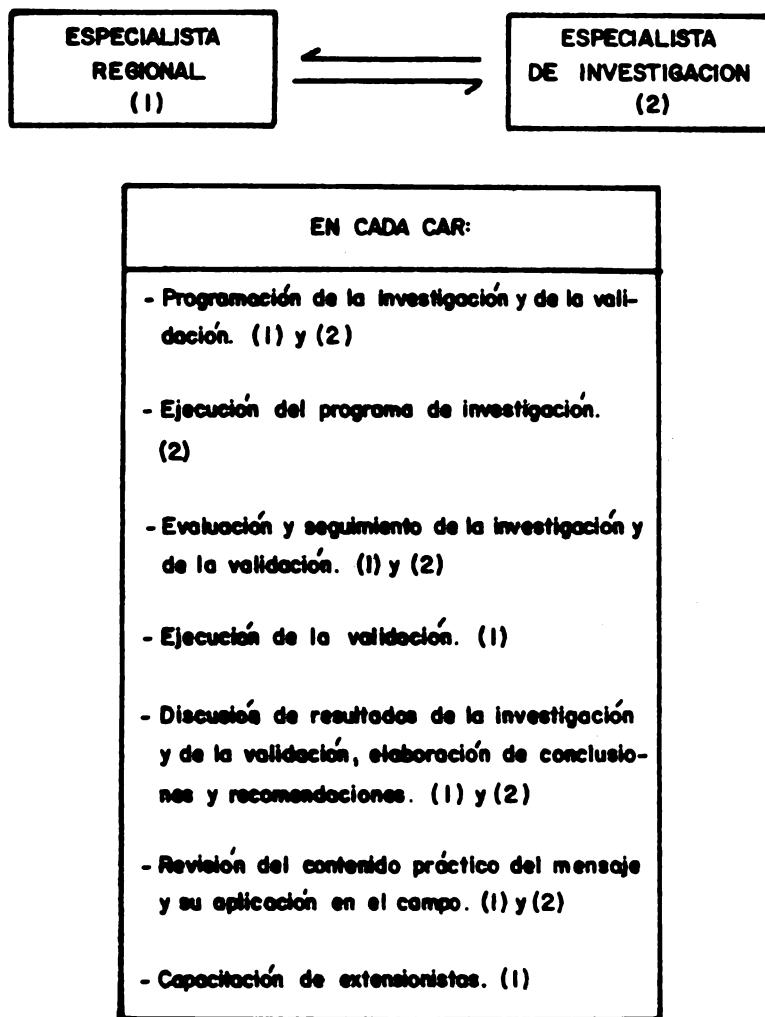 ESPECIALISTA
REGIONAL
(1)
ESPECIALISTA
DE INVESTIGACION
(2)
EN CADA CAR:
- Programación de la investigación y de la vali-
dación. (1) y (2)
- Ejecución del programa de investigación.
(2)
- Evaluación y seguimiento de la investigación y
de la validación. (1) y (2)
- Ejecución de la validación. (1)
- Discusión de resultados de la investigación
y de la validación, elaboración de conclusio-
nes y recomendaciones. (1) y (2)
- Revisión del contenido práctico del mensaje
y su aplicación en el campo. (1) y (2)
- Capacitación de extensionistas. (1)